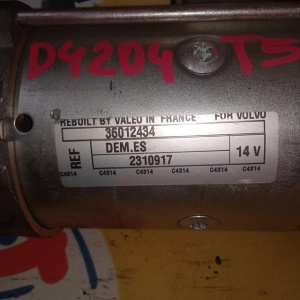 D4204 T5
REBUILT BY VALEO IN FRANCE FOR VOLVO
36012434
REF DEM.ES 14 V
2310917
C4314 C4314 C4314 C4314 C4314 C4314